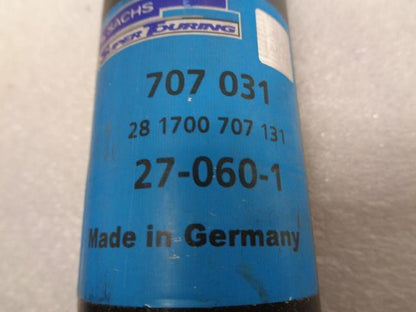 SACHS
SUPER TOURING
707 031
28 1700 707 131
27-060-1
Made in Germany